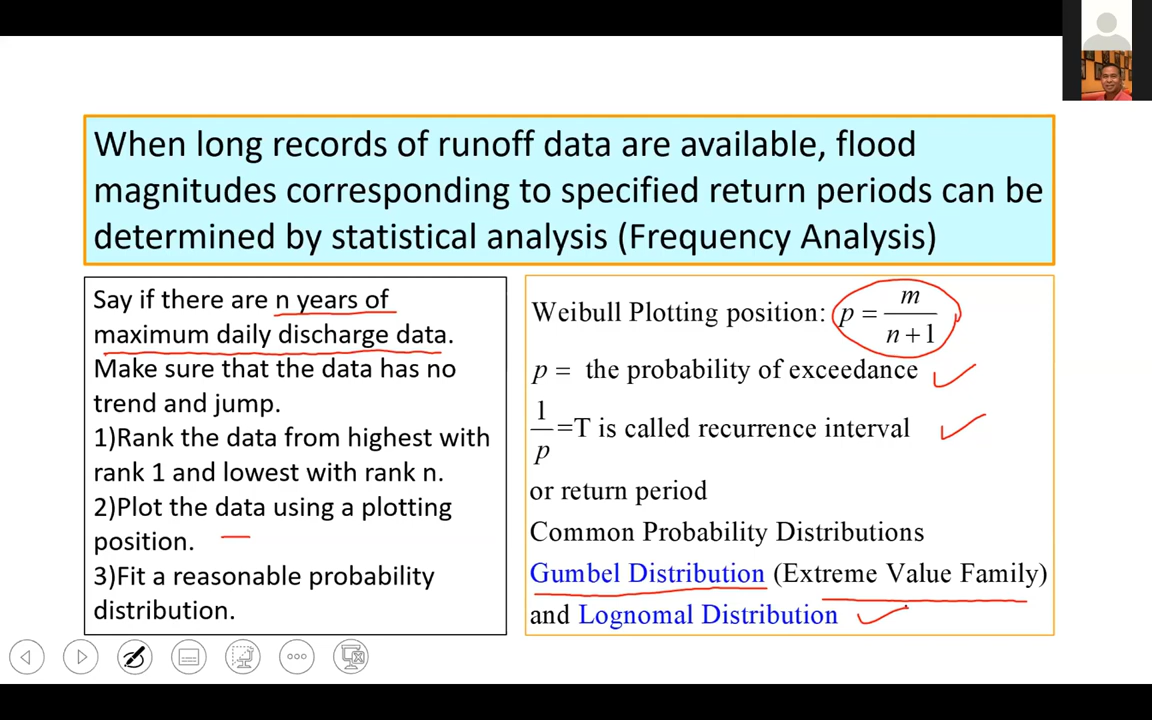 When long records of runoff data are available, flood
magnitudes corresponding to specified return periods can be
determined by statistical analysis (Frequency Analysis)
Say if there are n years of
maximum daily discharge data.
Make sure that the data has no
trend and jump.
1)Rank the data from highest with
rank 1 and lowest with rank n.
2)Plot the data using a plotting
position.
3)Fit a reasonable probability
distribution.
Weibull Plotting position: p = m/(n+1)
p = the probability of exceedance
1/p =T is called recurrence interval
or return period
Common Probability Distributions
Gumbel Distribution (Extreme Value Family)
and Lognomal Distribution